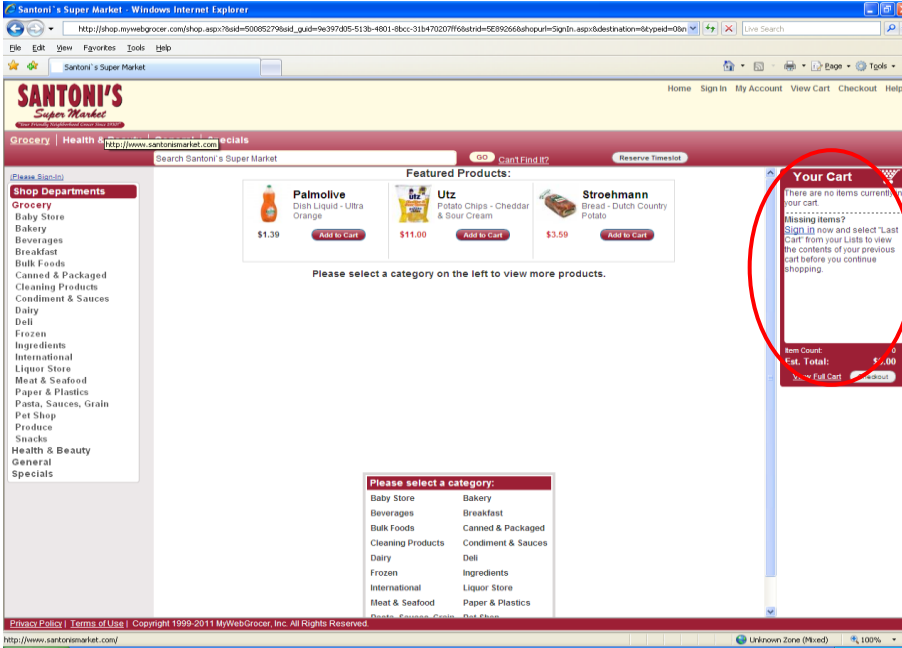 Santoni`s Super Market - Windows Internet Explorer
http://shop.mywebgrocer.com/shop.aspx?&sid=50085279&sid_guid=9e397d05-513b-4801-8bcc-31b470207ff6&strid=5E89266&shopurl=SignIn.aspx&destination=&typeid=0&n
Live Search
File Edit View Favorites Tools Help
Santoni`s Super Market
Page Tools
SANTONI'S
Super Market
Home Sign In My Account View Cart Checkout Help
Grocery | Health & Specials
http://www.santonismarket.com
Search Santoni`s Super Market GO Can't Find It? Reserve Timeslot
(Please Sign-In)
Shop Departments
Grocery
Baby Store
Bakery
Beverages
Breakfast
Bulk Foods
Canned & Packaged
Cleaning Products
Condiment & Sauces
Dairy
Deli
Frozen
Ingredients
International
Liquor Store
Meat & Seafood
Paper & Plastics
Pasta, Sauces, Grain
Pet Shop
Produce
Snacks
Health & Beauty
General
Specials
Featured Products:
Palmolive
Dish Liquid - Ultra
Orange
$1.39 Add to Cart
Utz
Potato Chips - Cheddar
& Sour Cream
$11.00 Add to Cart
Stroehmann
Bread - Dutch Country
Potato
$3.59 Add to Cart
Please select a category on the left to view more products.
Please select a category:
Baby Store Bakery
Beverages Breakfast
Bulk Foods Canned & Packaged
Cleaning Products Condiment & Sauces
Dairy Deli
Frozen Ingredients
International Liquor Store
Meat & Seafood Paper & Plastics
Pasta, Sauces, Grain Pet Shop
Your Cart
There are no items currently in
your cart.
Missing items?
Sign in now and select "Last
Cart" from your Lists to view
the contents of your previous
cart before you continue
shopping.
Item Count: 0
Est. Total: $0.00
View Full Cart Checkout
Privacy Policy | Terms of Use | Copyright 1999-2011 MyWebGrocer, Inc. All Rights Reserved.
http://www.santonismarket.com/ Unknown Zone (Mixed) 100%